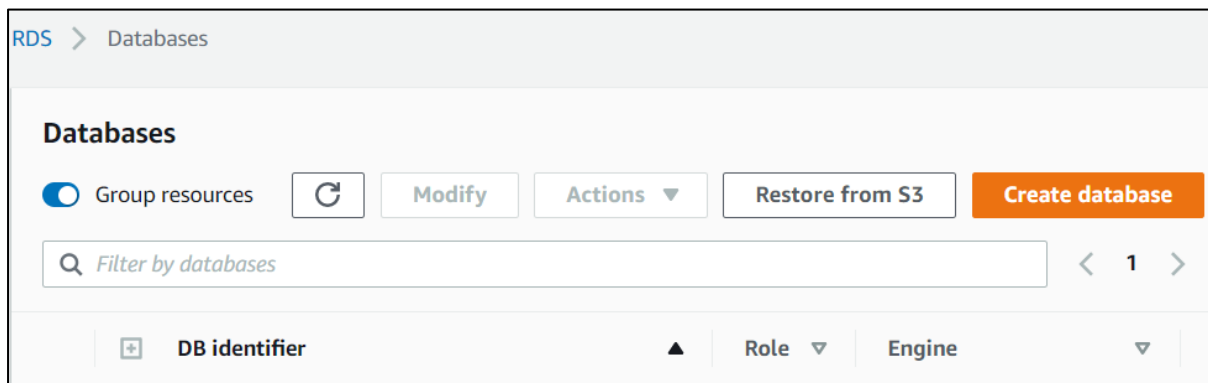 RDS > Databases
Databases
Group resources Modify Actions Restore from S3 Create database
Filter by databases < 1 >
DB identifier Role Engine